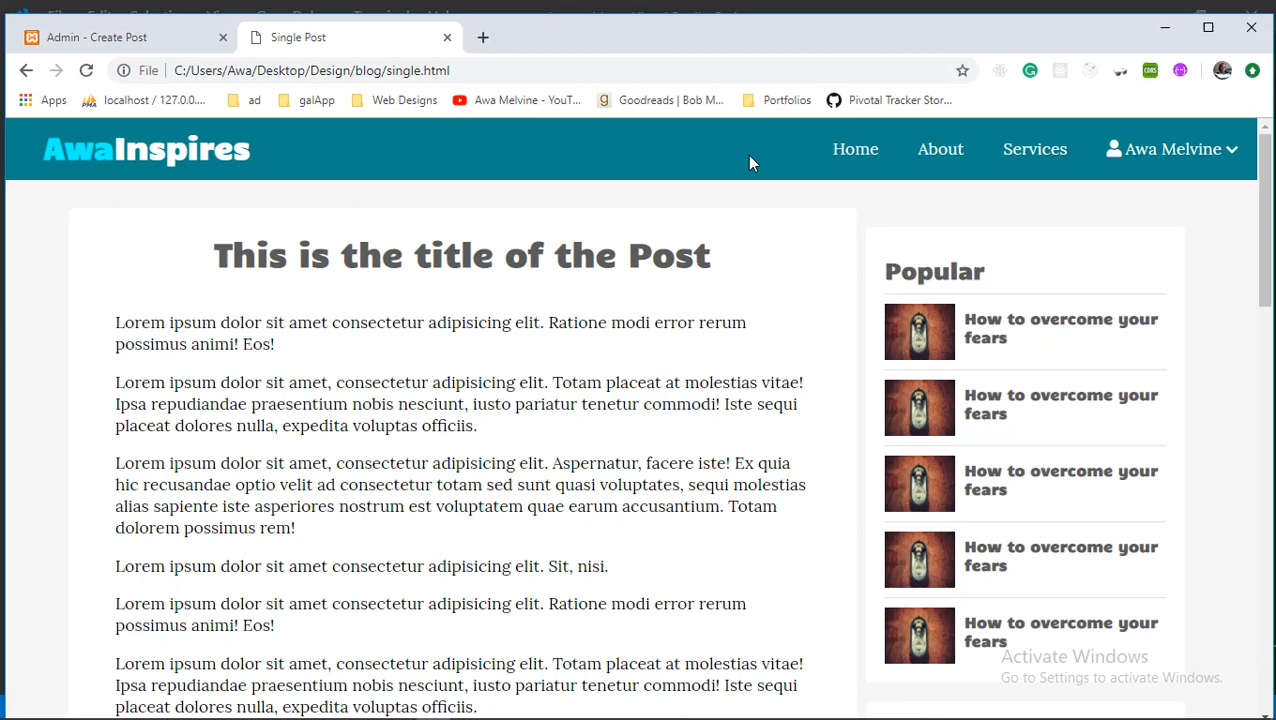 Admin - Create Post
Single Post
File
C:/Users/Awa/Desktop/Design/blog/single.html
Apps
localhost / 127.0.0....
ad
galApp
Web Designs
Awa Melvine - YouT...
Goodreads | Bob M...
Portfolios
Pivotal Tracker Stor...
AwaInspires
Home
About
Services
Awa Melvine
This is the title of the Post
Lorem ipsum dolor sit amet consectetur adipisicing elit. Ratione modi error rerum
possimus animi! Eos!
Lorem ipsum dolor sit amet, consectetur adipisicing elit. Totam placeat at molestias vitae!
Ipsa repudiandae praesentium nobis nesciunt, iusto pariatur tenetur commodi! Iste sequi
placeat dolores nulla, expedita voluptas officiis.
Lorem ipsum dolor sit amet, consectetur adipisicing elit. Aspernatur, facere iste! Ex quia
hic recusandae optio velit ad consectetur totam sed sunt quasi voluptates, sequi molestias
alias sapiente iste asperiores nostrum est voluptatem quae earum accusantium. Totam
dolorem possimus rem!
Lorem ipsum dolor sit amet consectetur adipisicing elit. Sit, nisi.
Lorem ipsum dolor sit amet consectetur adipisicing elit. Ratione modi error rerum
possimus animi! Eos!
Lorem ipsum dolor sit amet, consectetur adipisicing elit. Totam placeat at molestias vitae!
Ipsa repudiandae praesentium nobis nesciunt, iusto pariatur tenetur commodi! Iste sequi
placeat dolores nulla, expedita voluptas officiis.
Popular
How to overcome your
fears
How to overcome your
fears
How to overcome your
fears
How to overcome your
fears
How to overcome your
fears
Activate Windows
Go to Settings to activate Windows.